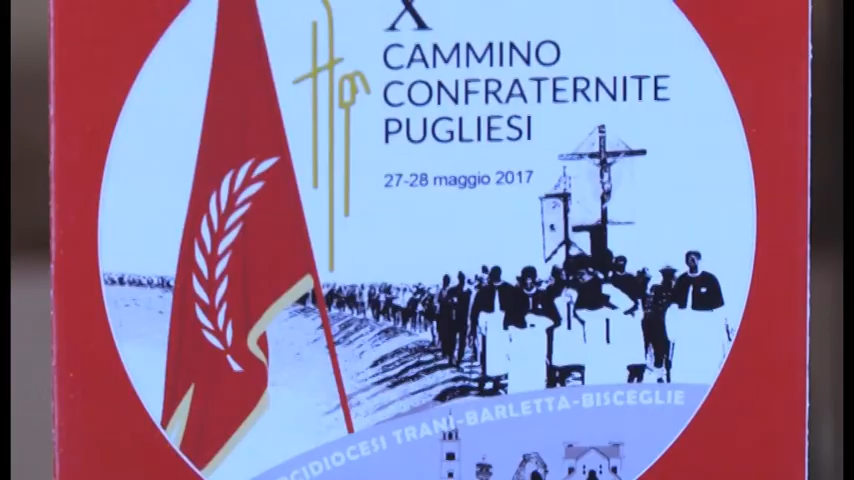 X
CAMMINO
CONFRATERNITE
PUGLIESI
27-28 maggio 2017
TRANI-BARLETTA-BISCEGLIE